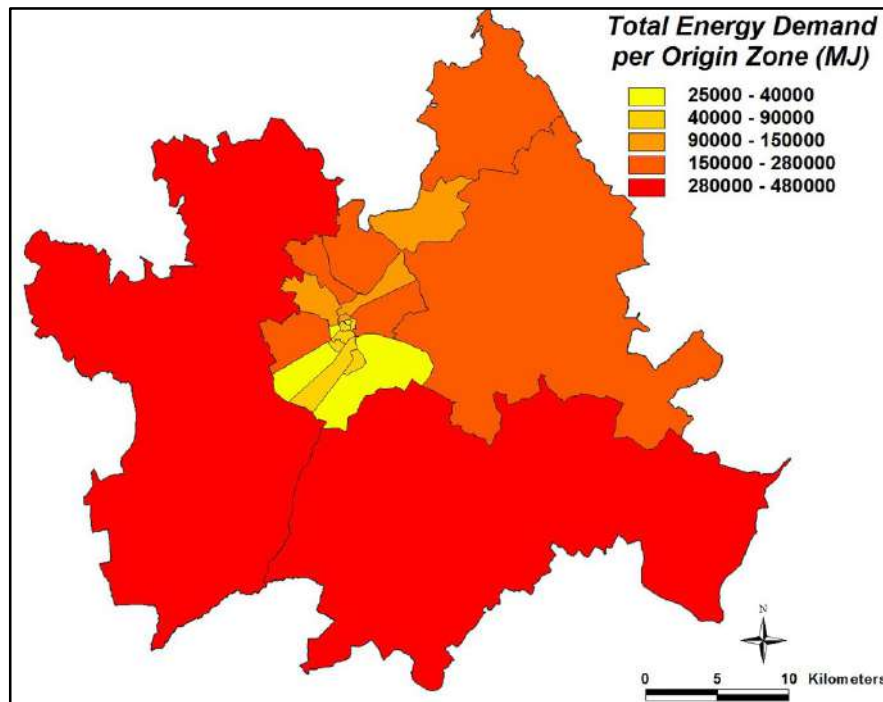 Total Energy Demand
per Origin Zone (MJ)
25000 - 40000
40000 - 90000
90000 - 150000
150000 - 280000
280000 - 480000
N
0 5 10 Kilometers